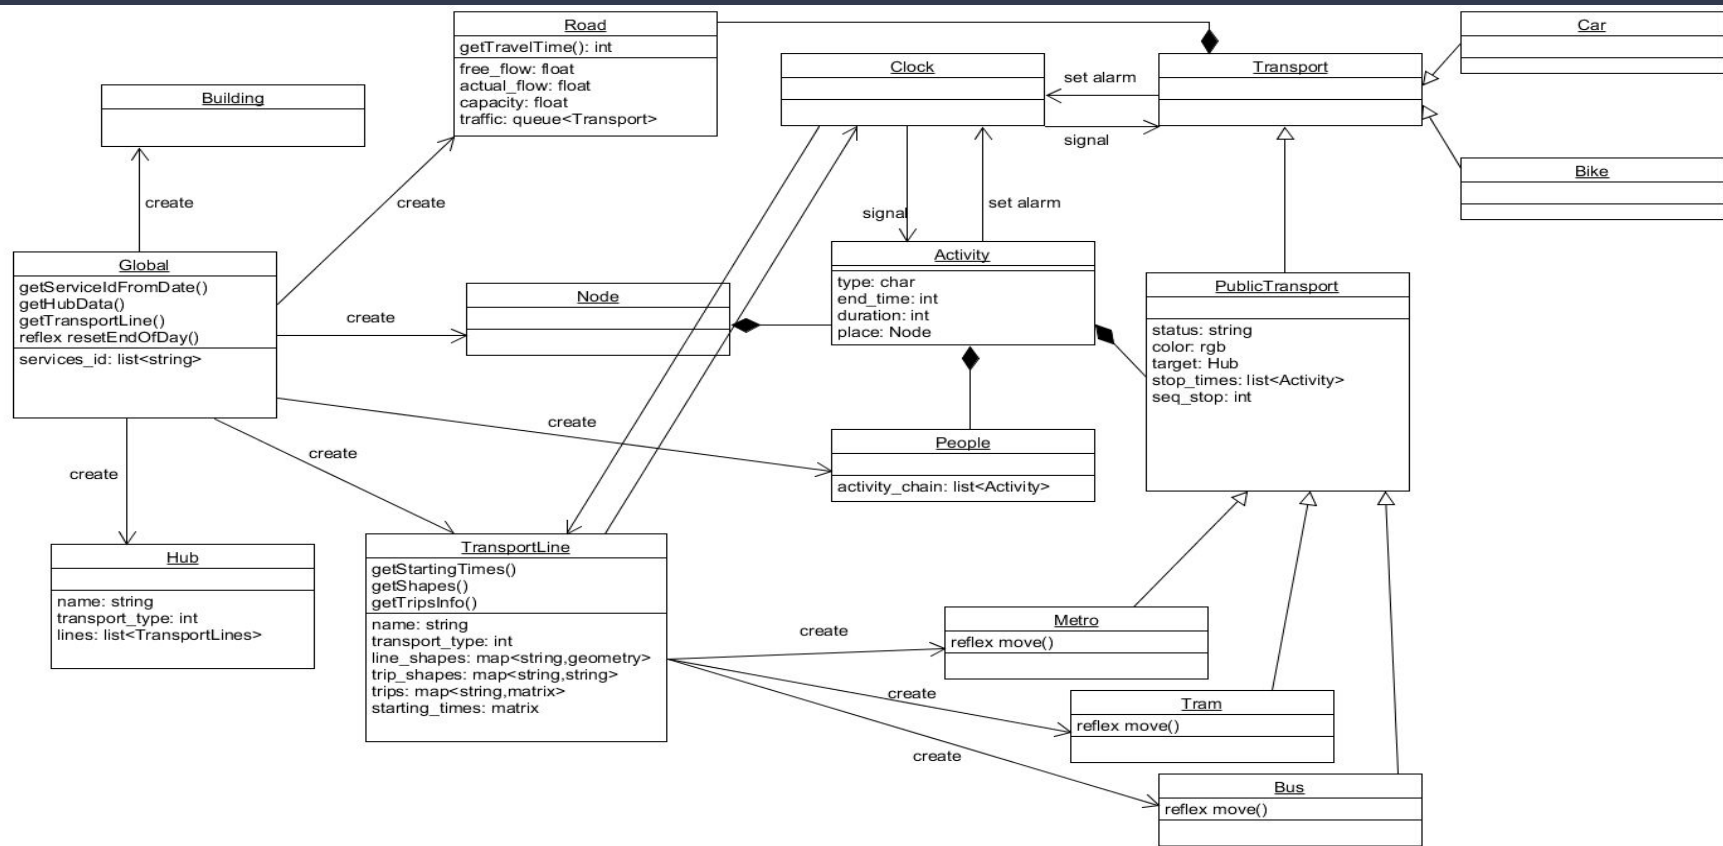 Road
getTravelTime(): int
free_flow: float
actual_flow: float
capacity: float
traffic: queue<Transport>
Car
Clock
set alarm
signal
Transport
Building
Bike
create
create
signal
set alarm
Global
getServiceIdFromDate()
getHubData()
getTransportLine()
reflex resetEndOfDay()
services_id: list<string>
create
Node
Activity
type: char
end_time: int
duration: int
place: Node
PublicTransport
status: string
color: rgb
target: Hub
stop_times: list<Activity>
seq_stop: int
create
create
create
People
activity_chain: list<Activity>
Hub
name: string
transport_type: int
lines: list<TransportLines>
TransportLine
getStartingTimes()
getShapes()
getTripsInfo()
name: string
transport_type: int
line_shapes: map<string,geometry>
trip_shapes: map<string,string>
trips: map<string,matrix>
starting_times: matrix
create
Metro
reflex move()
create
Tram
reflex move()
create
Bus
reflex move()